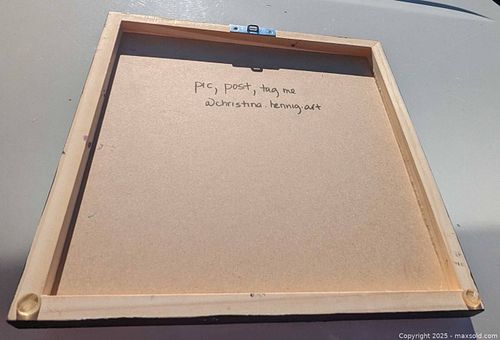 pic, post, tag me
@christina.hennig.art
Copyright 2025 - maxsold.com